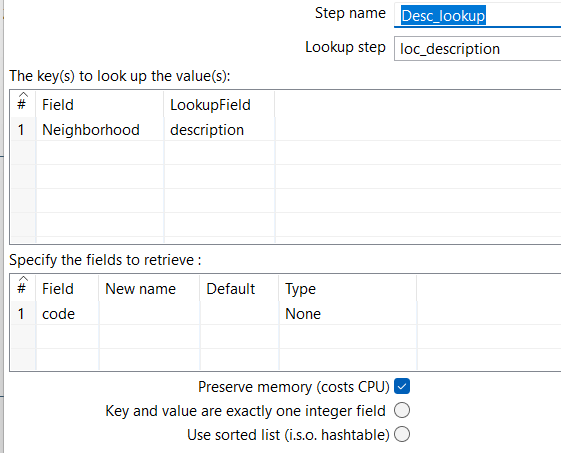 Step name Desc_lookup
Lookup step loc_description
The key(s) to look up the value(s):
# Field LookupField
1 Neighborhood description
Specify the fields to retrieve :
# Field New name Default Type
1 code None
Preserve memory (costs CPU)
Key and value are exactly one integer field
Use sorted list (i.s.o. hashtable)